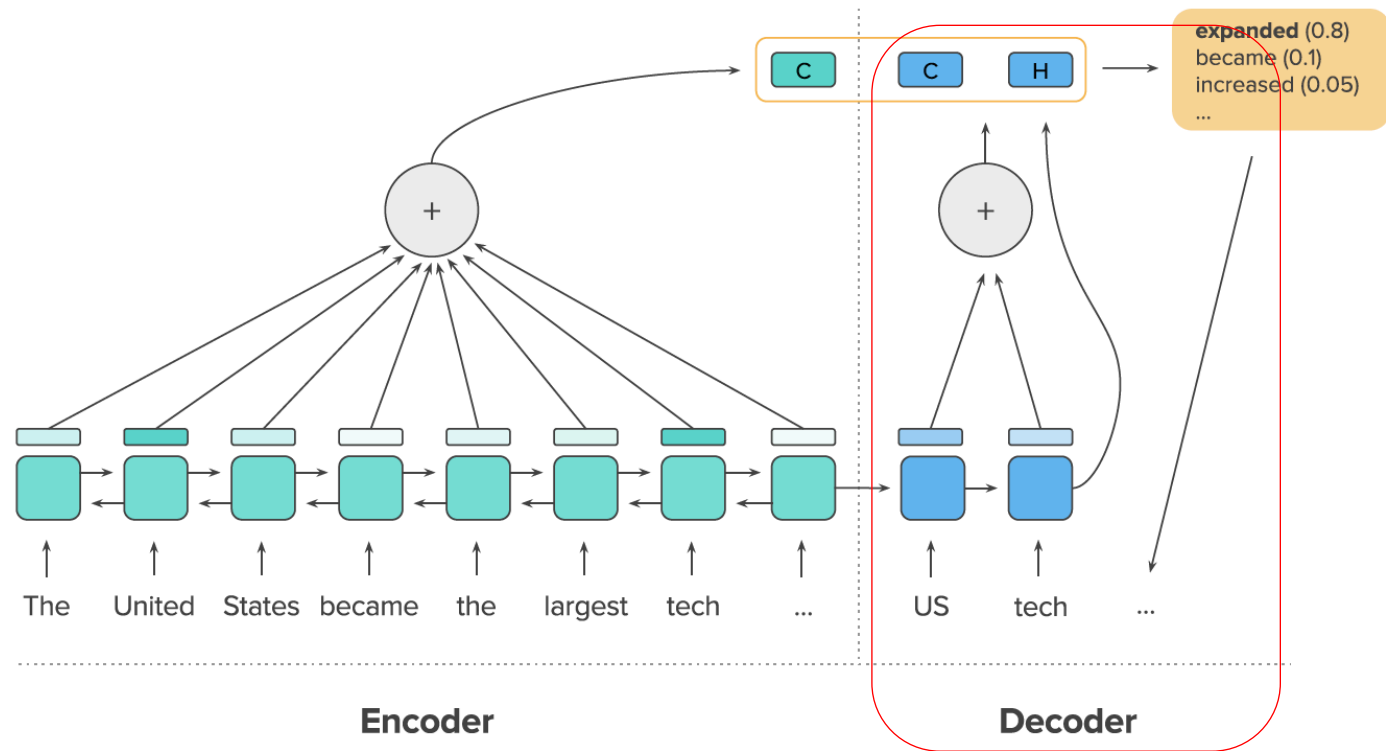 C C H
expanded (0.8)
became (0.1)
increased (0.05)
...
+ +
The United States became the largest tech ... US tech ...
Encoder Decoder